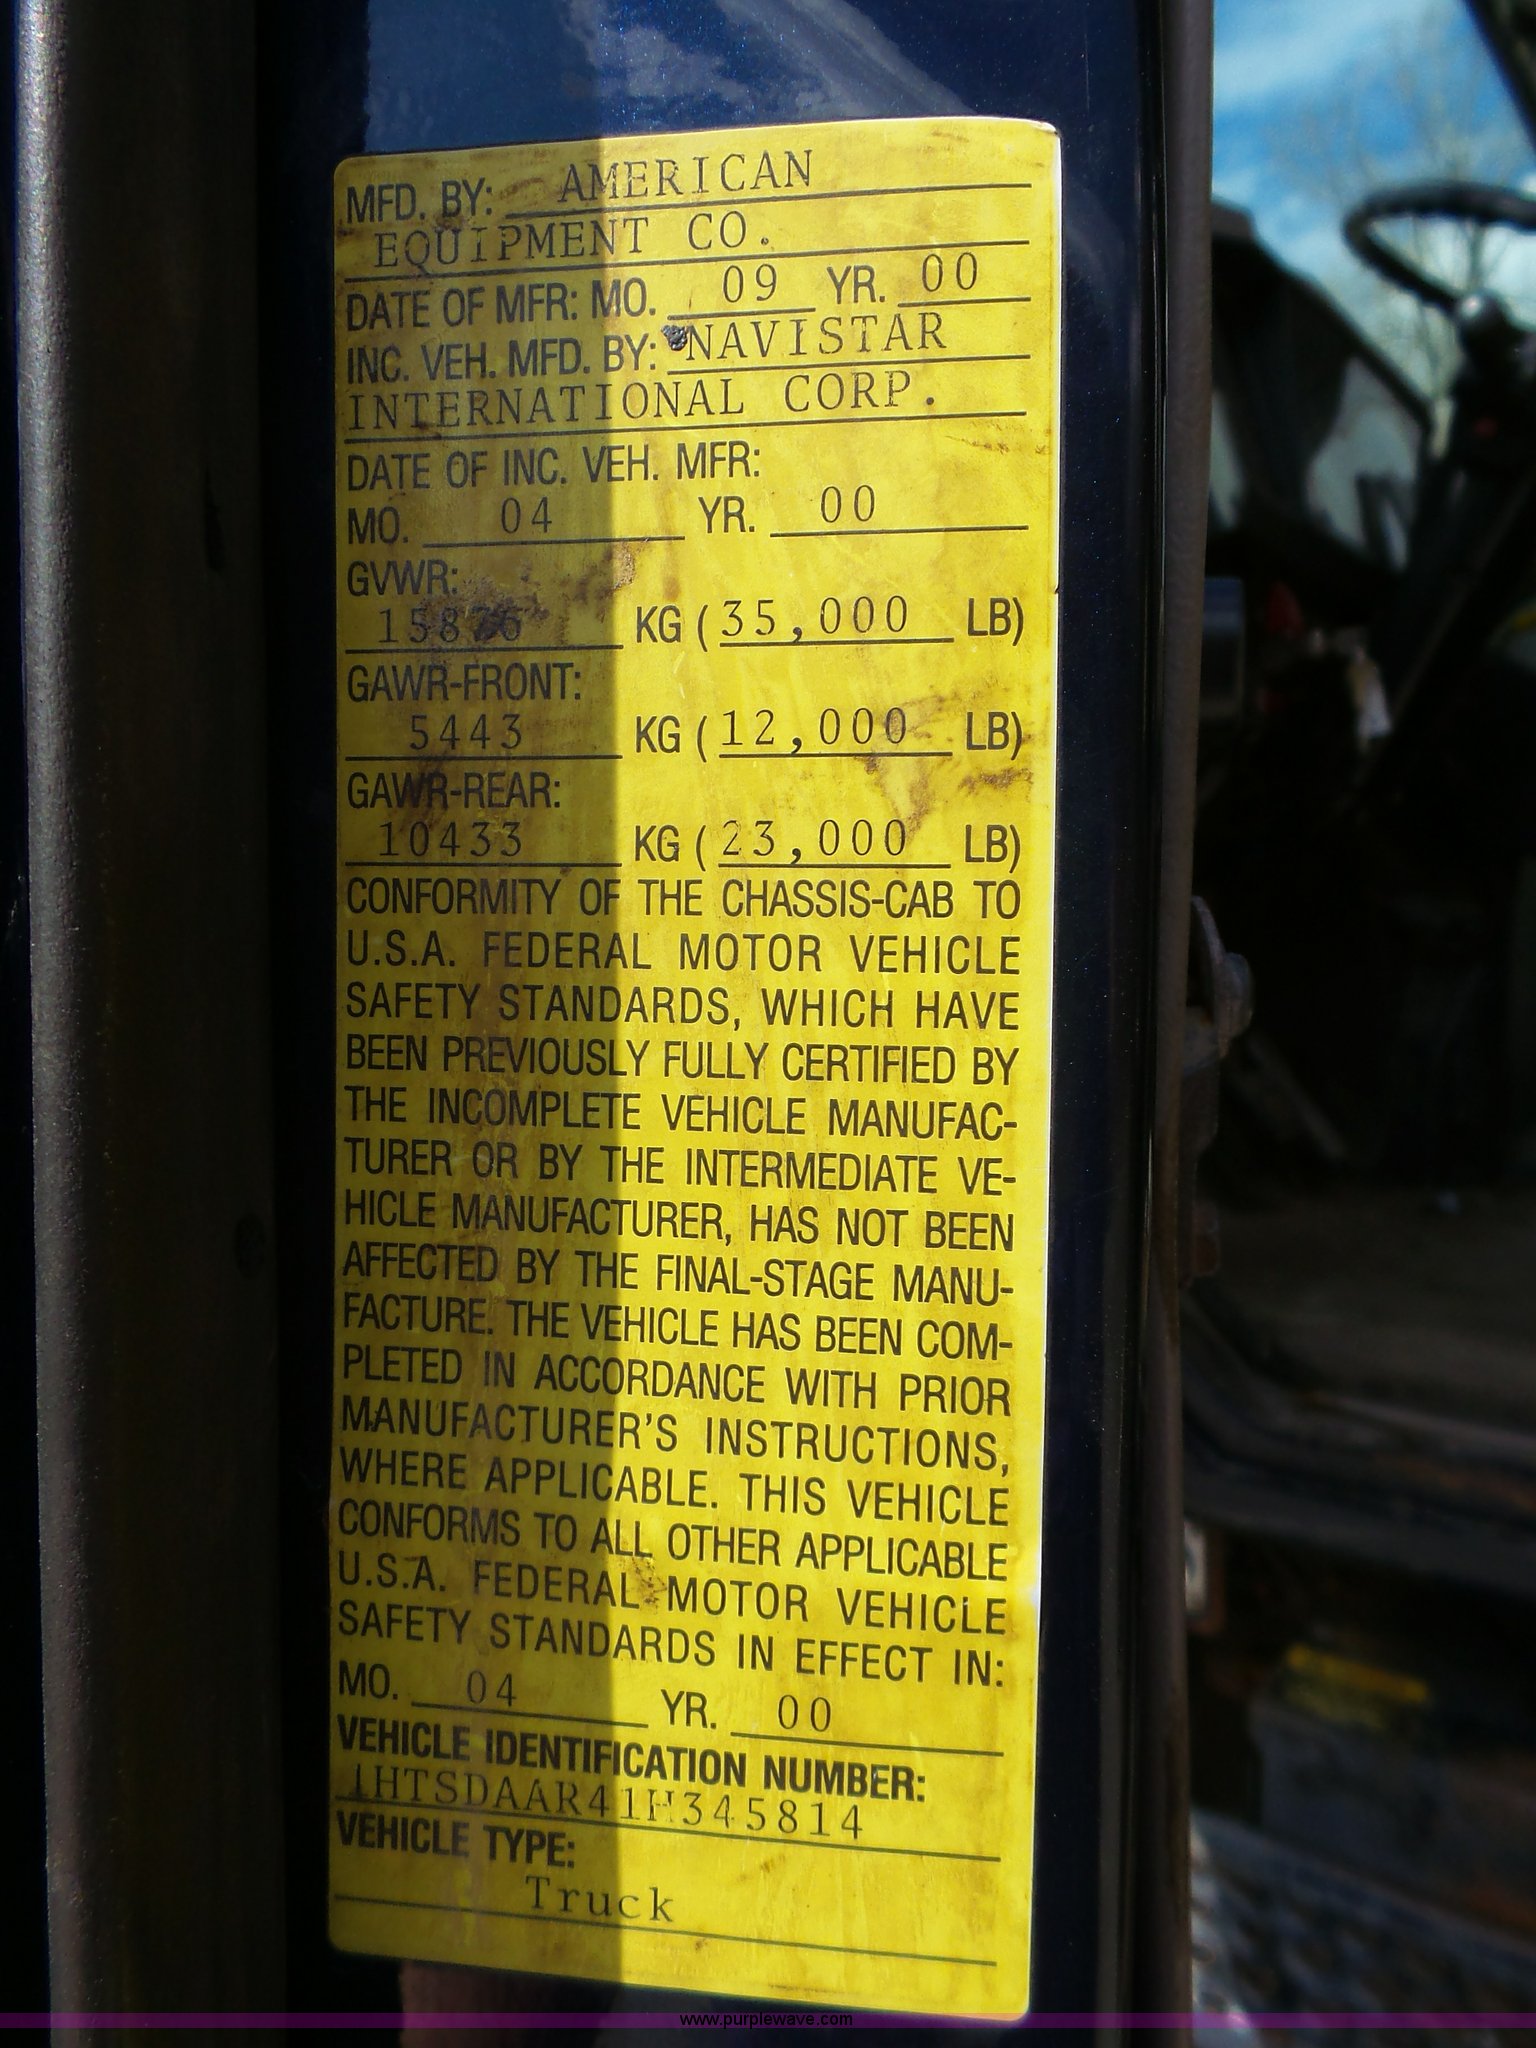 MFD. BY: AMERICAN
EQUIPMENT CO.
DATE OF MFR: MO. 09 YR. 00
INC. VEH. MFD. BY: NAVISTAR
INTERNATIONAL CORP.
DATE OF INC. VEH. MFR:
MO. 04 YR. 00
GVWR:
15876 KG (35,000 LB)
GAWR-FRONT:
5443 KG (12,000 LB)
GAWR-REAR:
10433 KG (23,000 LB)
CONFORMITY OF THE CHASSIS-CAB TO
U.S.A. FEDERAL MOTOR VEHICLE
SAFETY STANDARDS, WHICH HAVE
BEEN PREVIOUSLY FULLY CERTIFIED BY
THE INCOMPLETE VEHICLE MANUFAC-
TURER OR BY THE INTERMEDIATE VE-
HICLE MANUFACTURER, HAS NOT BEEN
AFFECTED BY THE FINAL-STAGE MANU-
FACTURE. THE VEHICLE HAS BEEN COM-
PLETED IN ACCORDANCE WITH PRIOR
MANUFACTURER'S INSTRUCTIONS,
WHERE APPLICABLE. THIS VEHICLE
CONFORMS TO ALL OTHER APPLICABLE
U.S.A. FEDERAL MOTOR VEHICLE
SAFETY STANDARDS IN EFFECT IN:
MO. 04 YR. 00
VEHICLE IDENTIFICATION NUMBER:
1HTSDAAR41H345814
VEHICLE TYPE:
Truck
www.purplewave.com